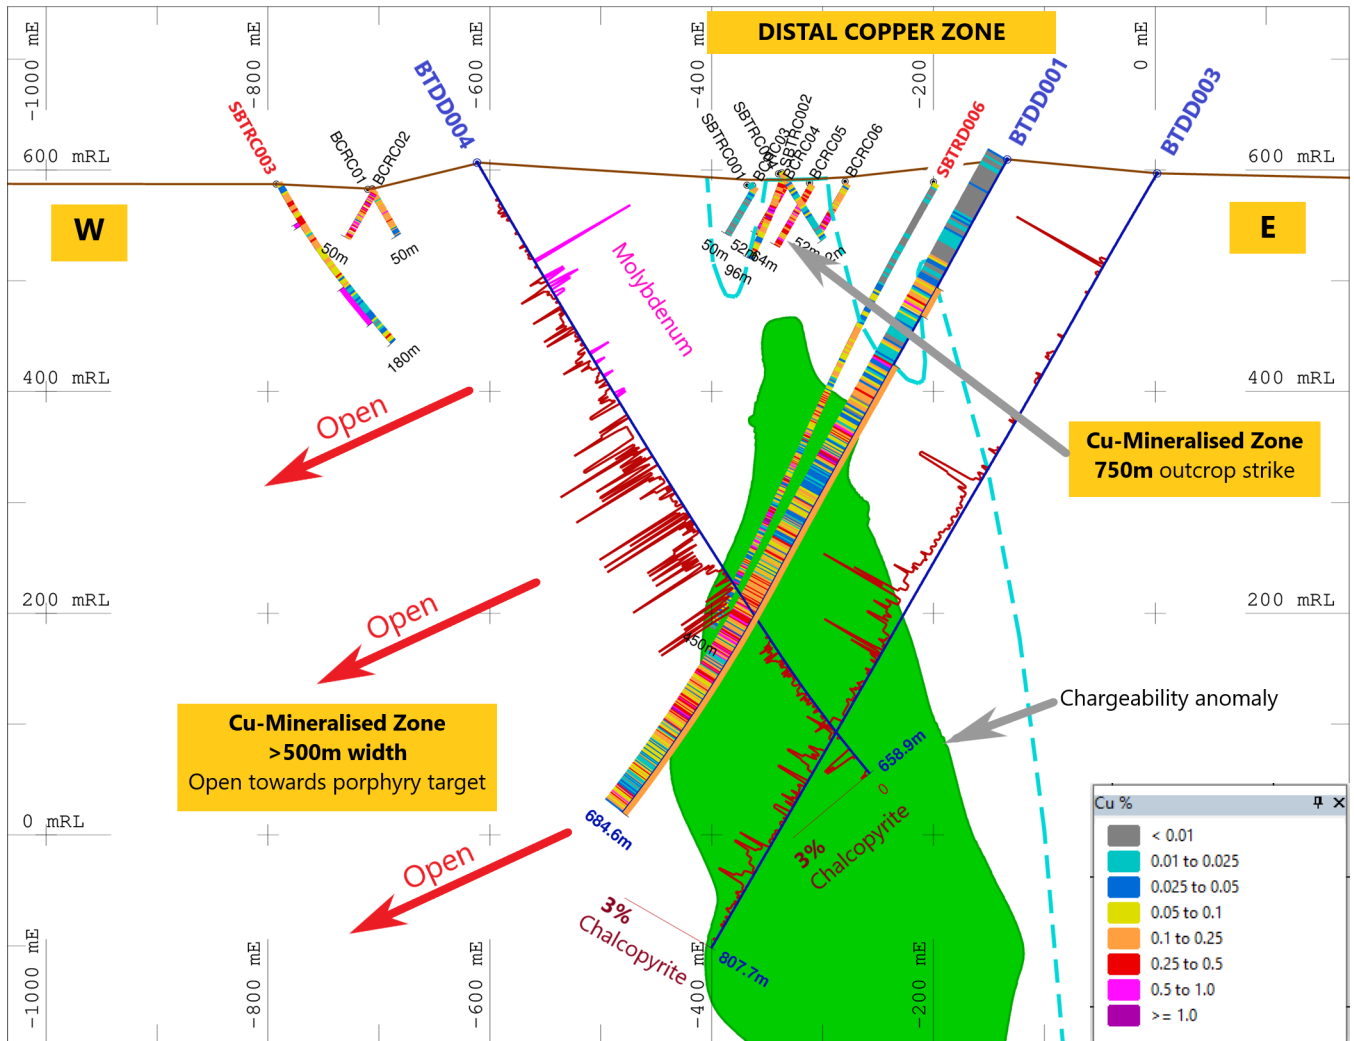 -1000 mE
-800 mE
-600 mE
-400 mE
-200 mE
0 mE
DISTAL COPPER ZONE
BTDD004
BTDD001
BTDD003
SBTRC003
BCRC01
BCRC02
SBTRC001
BCRC03
SBTRC002
BCRC04
BCRC05
BCRC06
SBTRD006
600 mRL
600 mRL
W
E
50m
50m
50m
96m
54m
52m
180m
Molybdenum
400 mRL
400 mRL
Open
Cu-Mineralised Zone
750m outcrop strike
200 mRL
200 mRL
Open
450m
Chargeability anomaly
Cu-Mineralised Zone
>500m width
Open towards porphyry target
658.9m
0
3%
Chalcopyrite
0 mRL
684.6m
Open
3%
Chalcopyrite
807.7m
Cu %
< 0.01
0.01 to 0.025
0.025 to 0.05
0.05 to 0.1
0.1 to 0.25
0.25 to 0.5
0.5 to 1.0
>= 1.0
-1000 mE
-800 mE
-400 mE
-200 mE